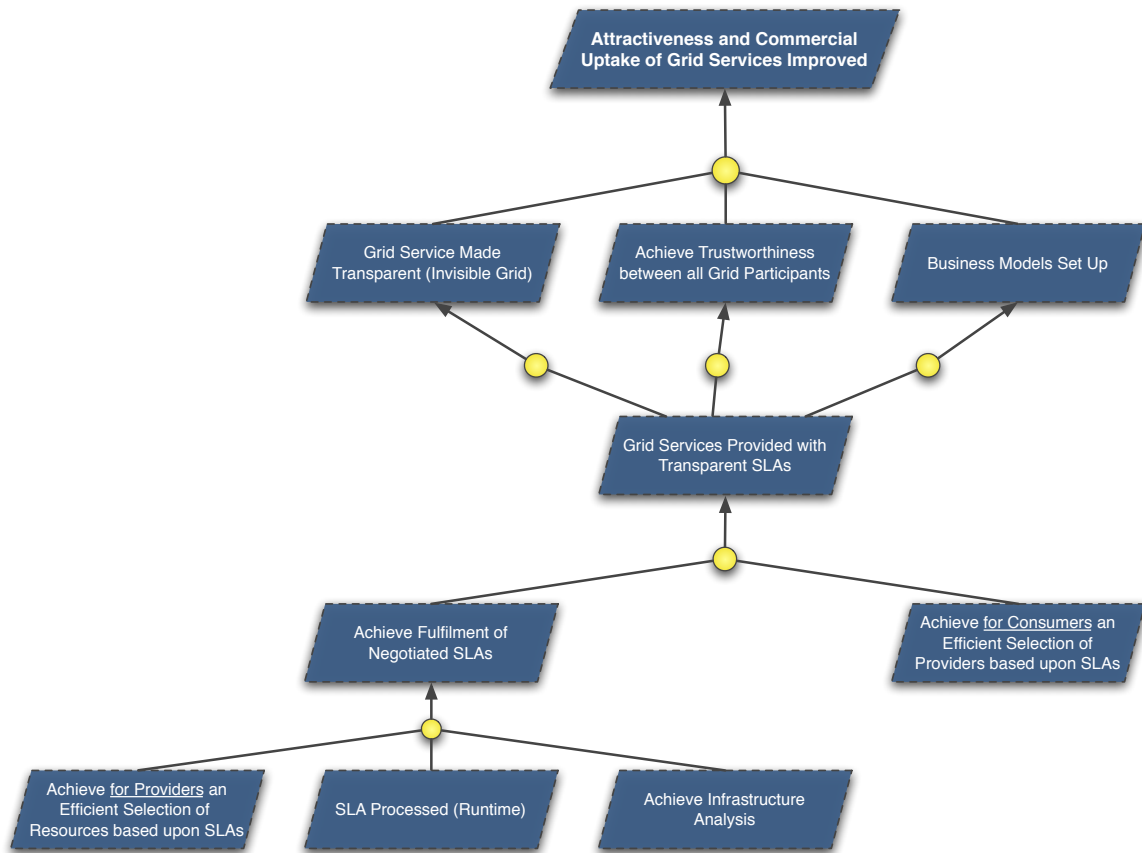 Attractiveness and Commercial
Uptake of Grid Services Improved
Grid Service Made
Transparent (Invisible Grid)
Achieve Trustworthiness
between all Grid Participants
Business Models Set Up
Grid Services Provided with
Transparent SLAs
Achieve Fulfilment of
Negotiated SLAs
Achieve for Consumers an
Efficient Selection of
Providers based upon SLAs
Achieve for Providers an
Efficient Selection of
Resources based upon SLAs
SLA Processed (Runtime)
Achieve Infrastructure
Analysis